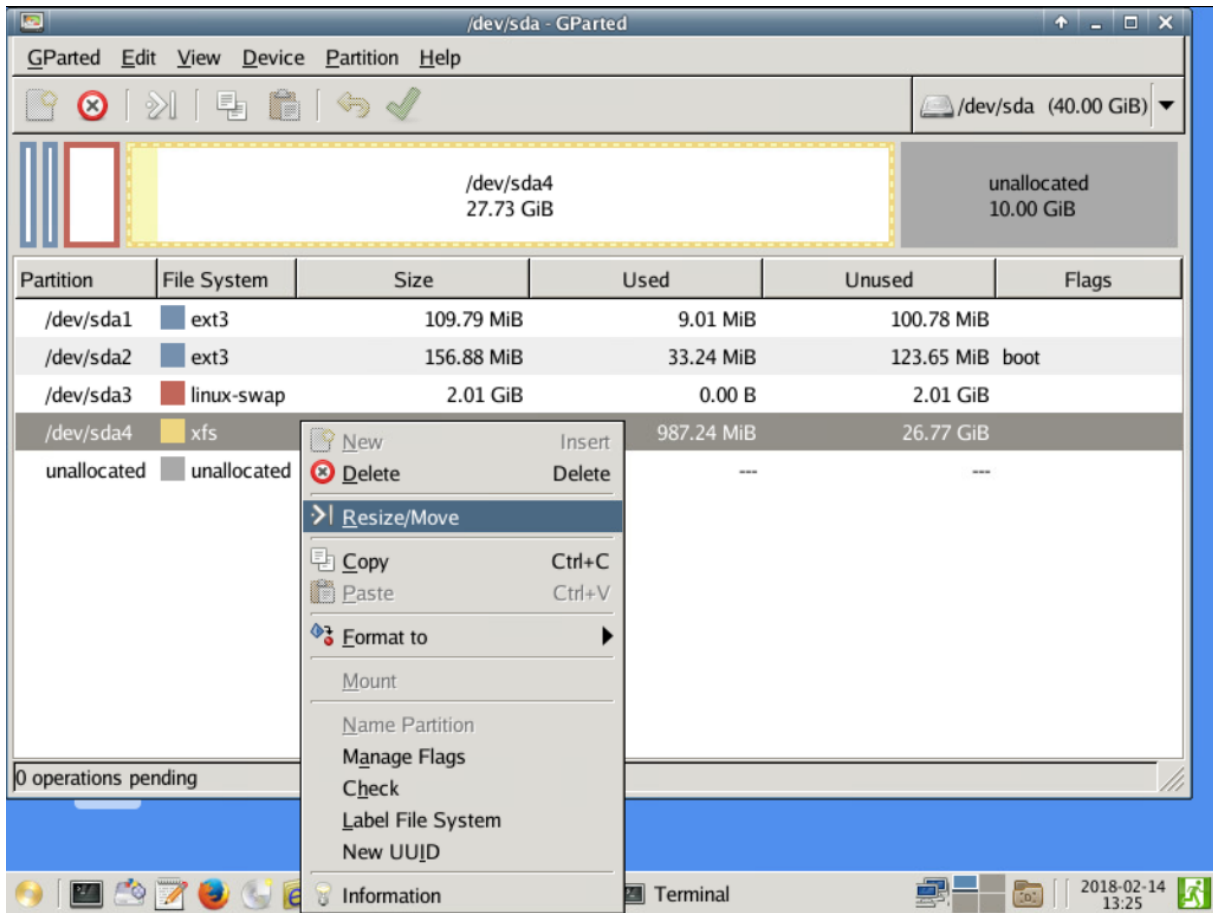 /dev/sda - GParted
GParted Edit View Device Partition Help
/dev/sda (40.00 GiB)
/dev/sda4
27.73 GiB
unallocated
10.00 GiB
Partition File System Size Used Unused Flags
/dev/sda1 ext3 109.79 MiB 9.01 MiB 100.78 MiB
/dev/sda2 ext3 156.88 MiB 33.24 MiB 123.65 MiB boot
/dev/sda3 linux-swap 2.01 GiB 0.00 B 2.01 GiB
/dev/sda4 xfs 987.24 MiB 26.77 GiB
unallocated unallocated --- ---
New Insert
Delete Delete
Resize/Move
Copy Ctrl+C
Paste Ctrl+V
Format to
Mount
Name Partition
Manage Flags
Check
Label File System
New UUID
Information
0 operations pending
Terminal
2018-02-14
13:25